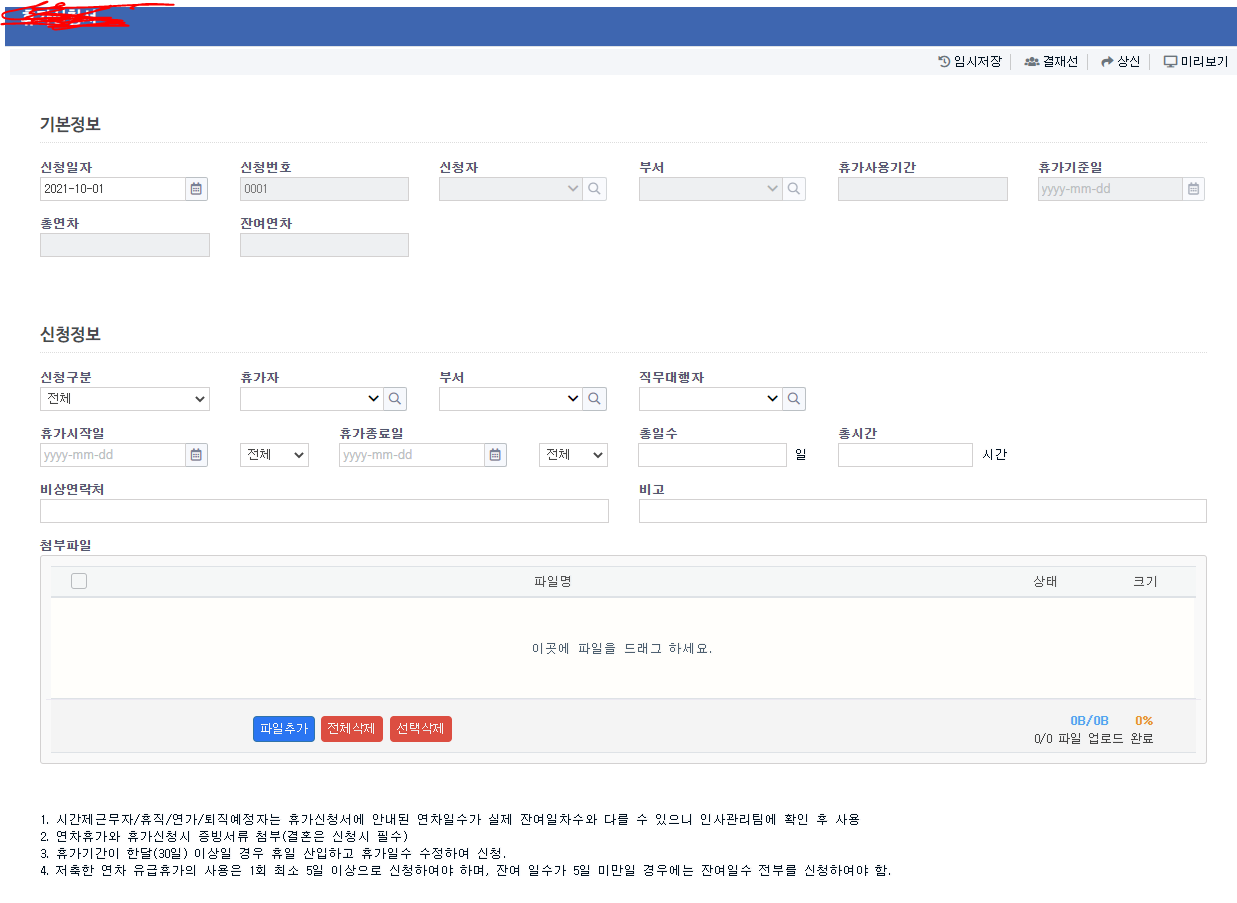 임시저장 결재선 상신 미리보기
기본정보
신청일자 신청번호 신청자 부서 휴가사용기간 휴가기준일
2021-10-01 0001 yyyy-mm-dd
총연차 잔여연차
신청정보
신청구분 휴가자 부서 직무대행자
전체
휴가시작일 휴가종료일 총일수 총시간
yyyy-mm-dd 전체 yyyy-mm-dd 전체 일 시간
비상연락처 비고
첨부파일
파일명 상태 크기
이곳에 파일을 드래그 하세요.
파일추가 전체삭제 선택삭제 0B/0B 0%
0/0 파일 업로드 완료
1. 시간제근무자/휴직/연가/퇴직예정자는 휴가신청서에 안내된 연차일수가 실제 잔여일차수와 다를 수 있으니 인사관리팀에 확인 후 사용
2. 연차휴가와 휴가신청시 증빙서류 첨부(결혼은 신청시 필수)
3. 휴가기간이 한달(30일) 이상일 경우 휴일 산입하고 휴가일수 수정하여 신청.
4. 저축한 연차 유급휴가의 사용은 1회 최소 5일 이상으로 신청하여야 하며, 잔여 일수가 5일 미만일 경우에는 잔여일수 전부를 신청하여야 함.